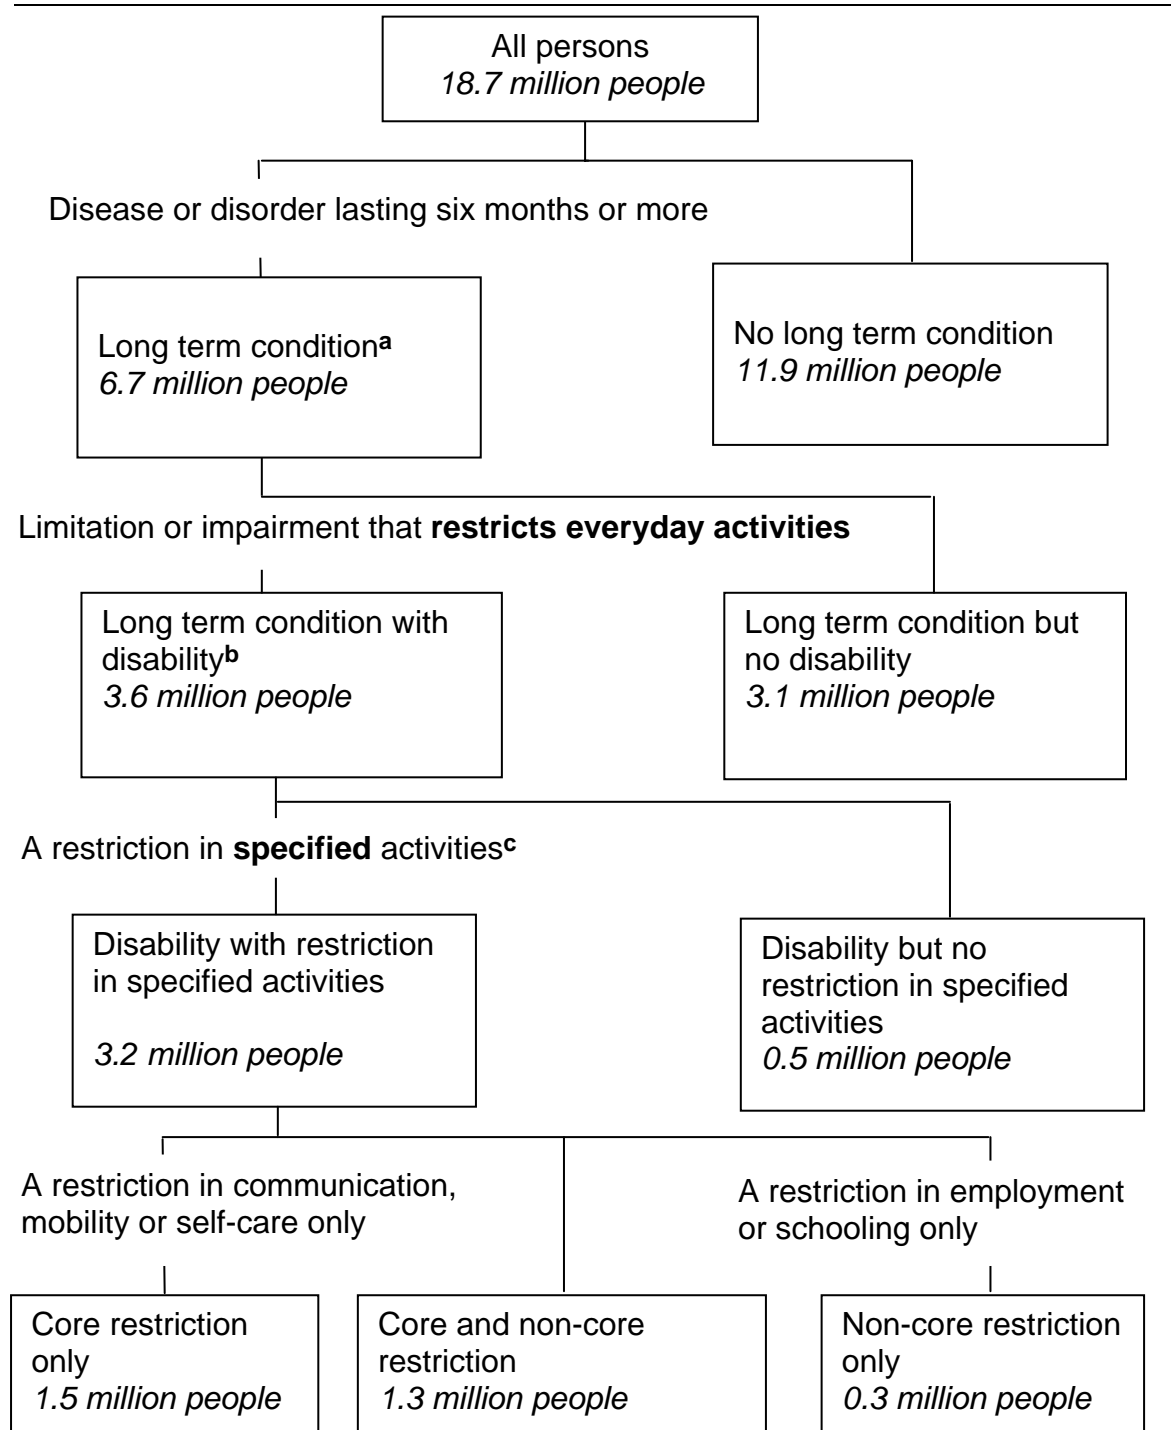 All persons
18.7 million people
Disease or disorder lasting six months or more
Long term conditionᵃ
6.7 million people
No long term condition
11.9 million people
Limitation or impairment that restricts everyday activities
Long term condition with
disabilityᵇ
3.6 million people
Long term condition but
no disability
3.1 million people
A restriction in specified activitiesᶜ
Disability with restriction
in specified activities
3.2 million people
Disability but no
restriction in specified
activities
0.5 million people
A restriction in communication,
mobility or self-care only
A restriction in employment
or schooling only
Core restriction
only
1.5 million people
Core and non-core
restriction
1.3 million people
Non-core restriction
only
0.3 million people